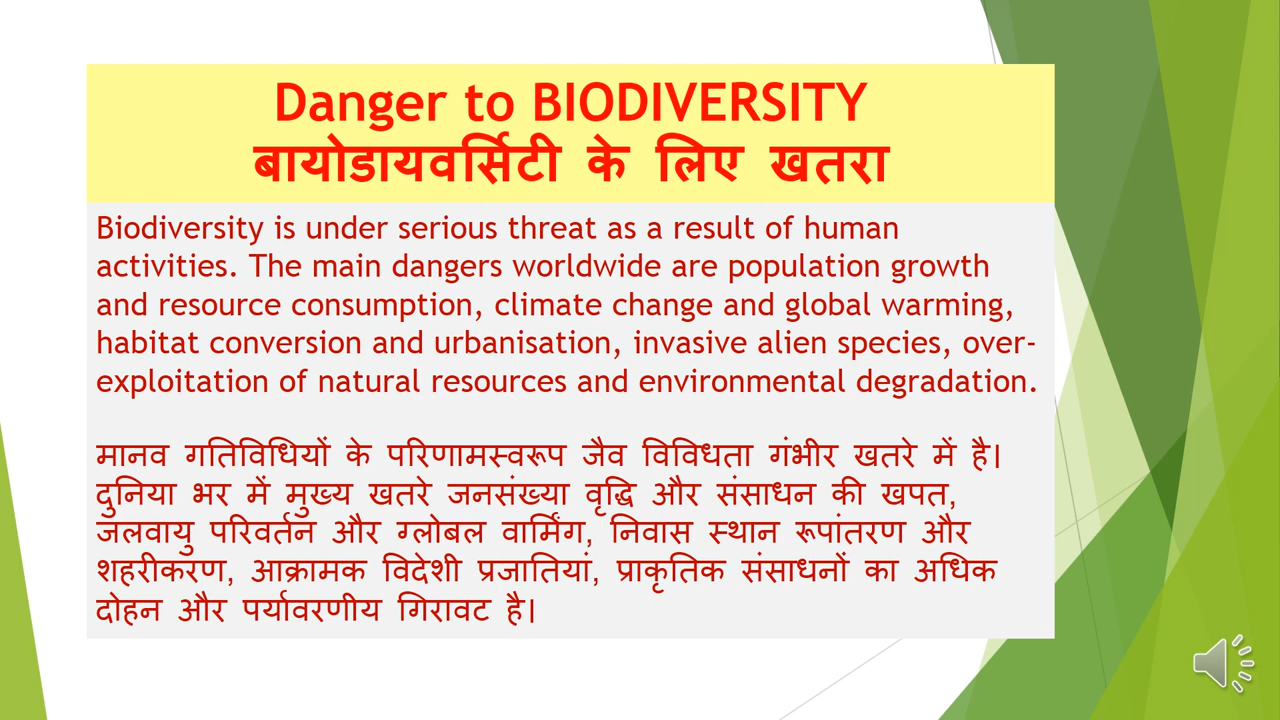 Danger to BIODIVERSITY
बायोडायवर्सिटी के लिए खतरा
Biodiversity is under serious threat as a result of human
activities. The main dangers worldwide are population growth
and resource consumption, climate change and global warming,
habitat conversion and urbanisation, invasive alien species, over-
exploitation of natural resources and environmental degradation.
मानव गतिविधियों के परिणामस्वरूप जैव विविधता गंभीर खतरे में है।
दुनिया भर में मुख्य खतरे जनसंख्या वृद्धि और संसाधन की खपत,
जलवायु परिवर्तन और ग्लोबल वार्मिंग, निवास स्थान रूपांतरण और
शहरीकरण, आक्रामक विदेशी प्रजातियां, प्राकृतिक संसाधनों का अधिक
दोहन और पर्यावरणीय गिरावट है।